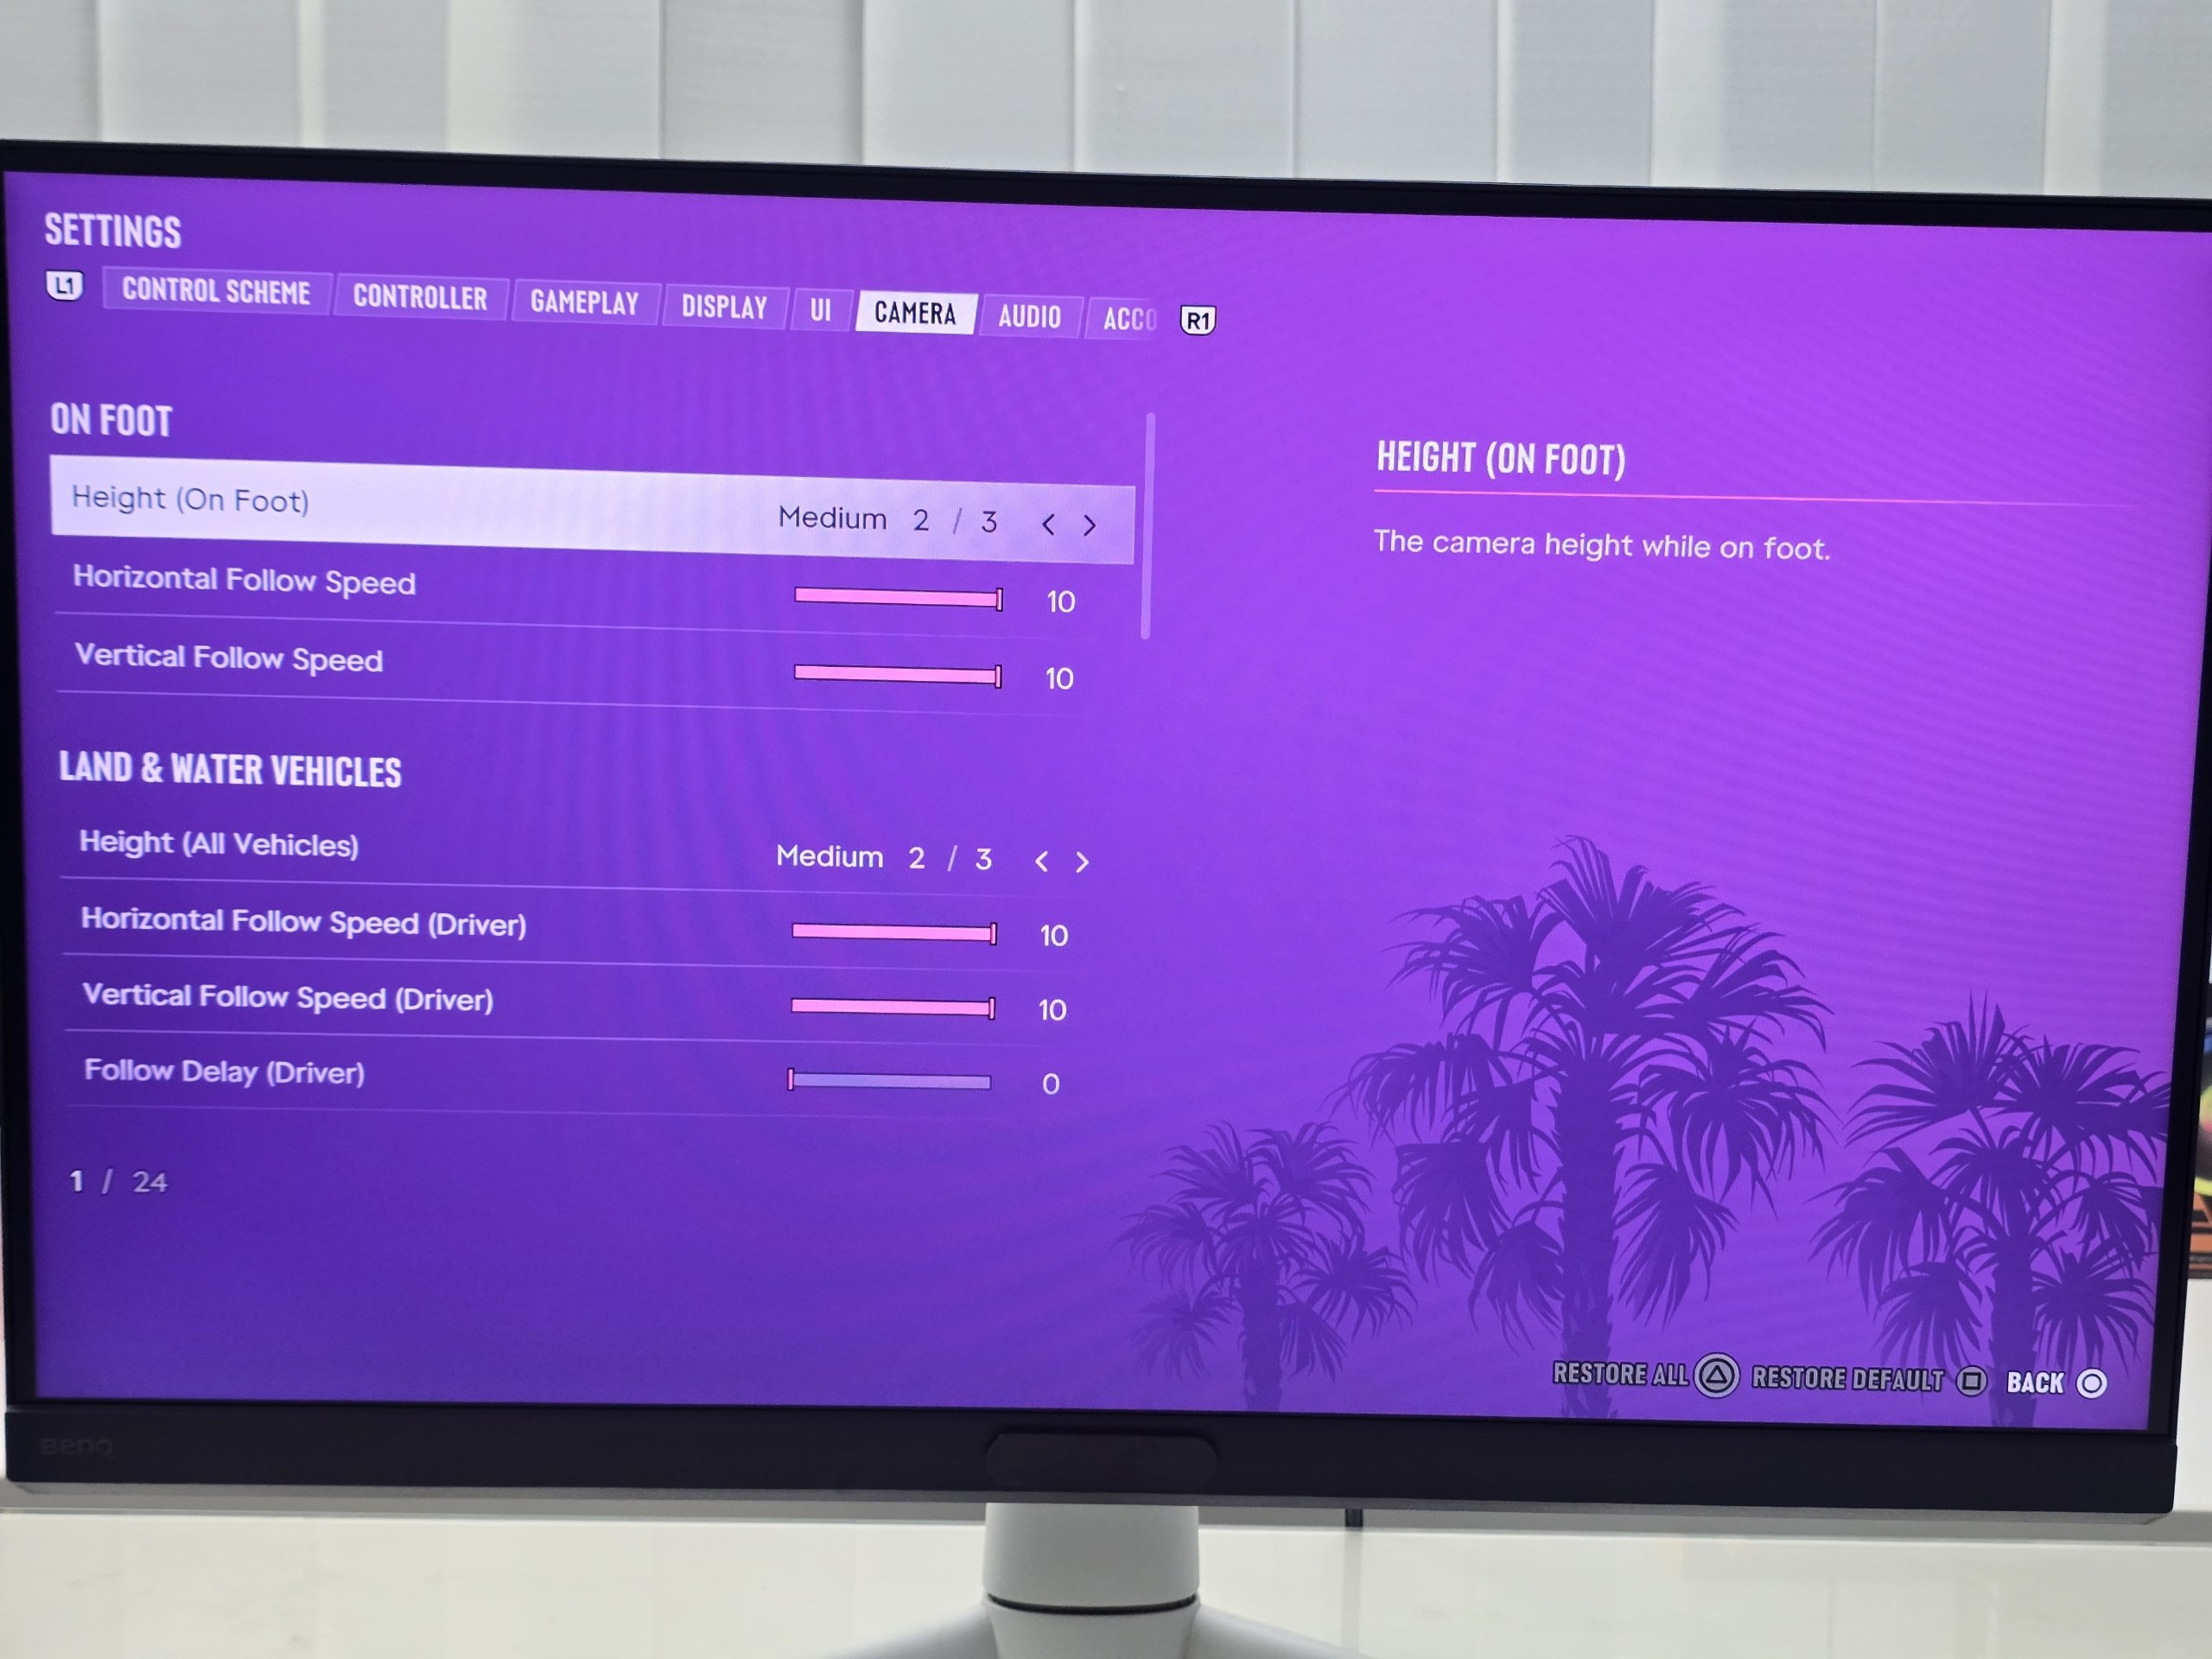 SETTINGS
L1 CONTROL SCHEME CONTROLLER GAMEPLAY DISPLAY UI CAMERA AUDIO ACCO R1
ON FOOT
Height (On Foot) Medium 2 / 3 < >
Horizontal Follow Speed 10
Vertical Follow Speed 10
LAND & WATER VEHICLES
Height (All Vehicles) Medium 2 / 3 < >
Horizontal Follow Speed (Driver) 10
Vertical Follow Speed (Driver) 10
Follow Delay (Driver) 0
1 / 24
HEIGHT (ON FOOT)
The camera height while on foot.
RESTORE ALL RESTORE DEFAULT BACK
BenQ